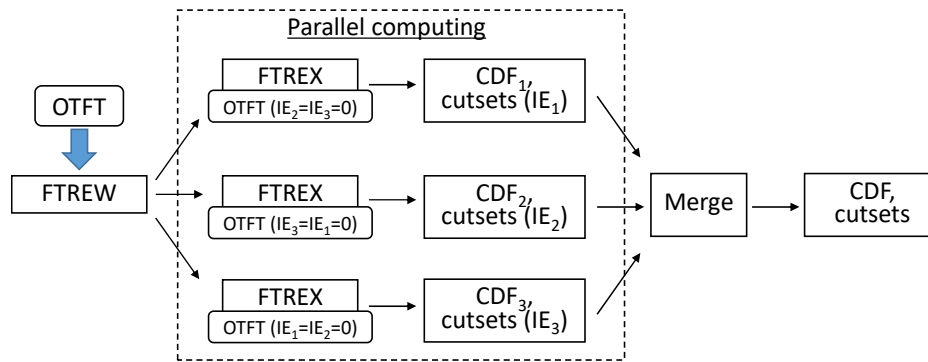 Parallel computing
OTFT
FTREW
FTREX
OTFT (IE₂=IE₃=0)
CDF₁,
cutsets (IE₁)
FTREX
OTFT (IE₃=IE₁=0)
CDF₂,
cutsets (IE₂)
FTREX
OTFT (IE₁=IE₂=0)
CDF₃,
cutsets (IE₃)
Merge
CDF,
cutsets